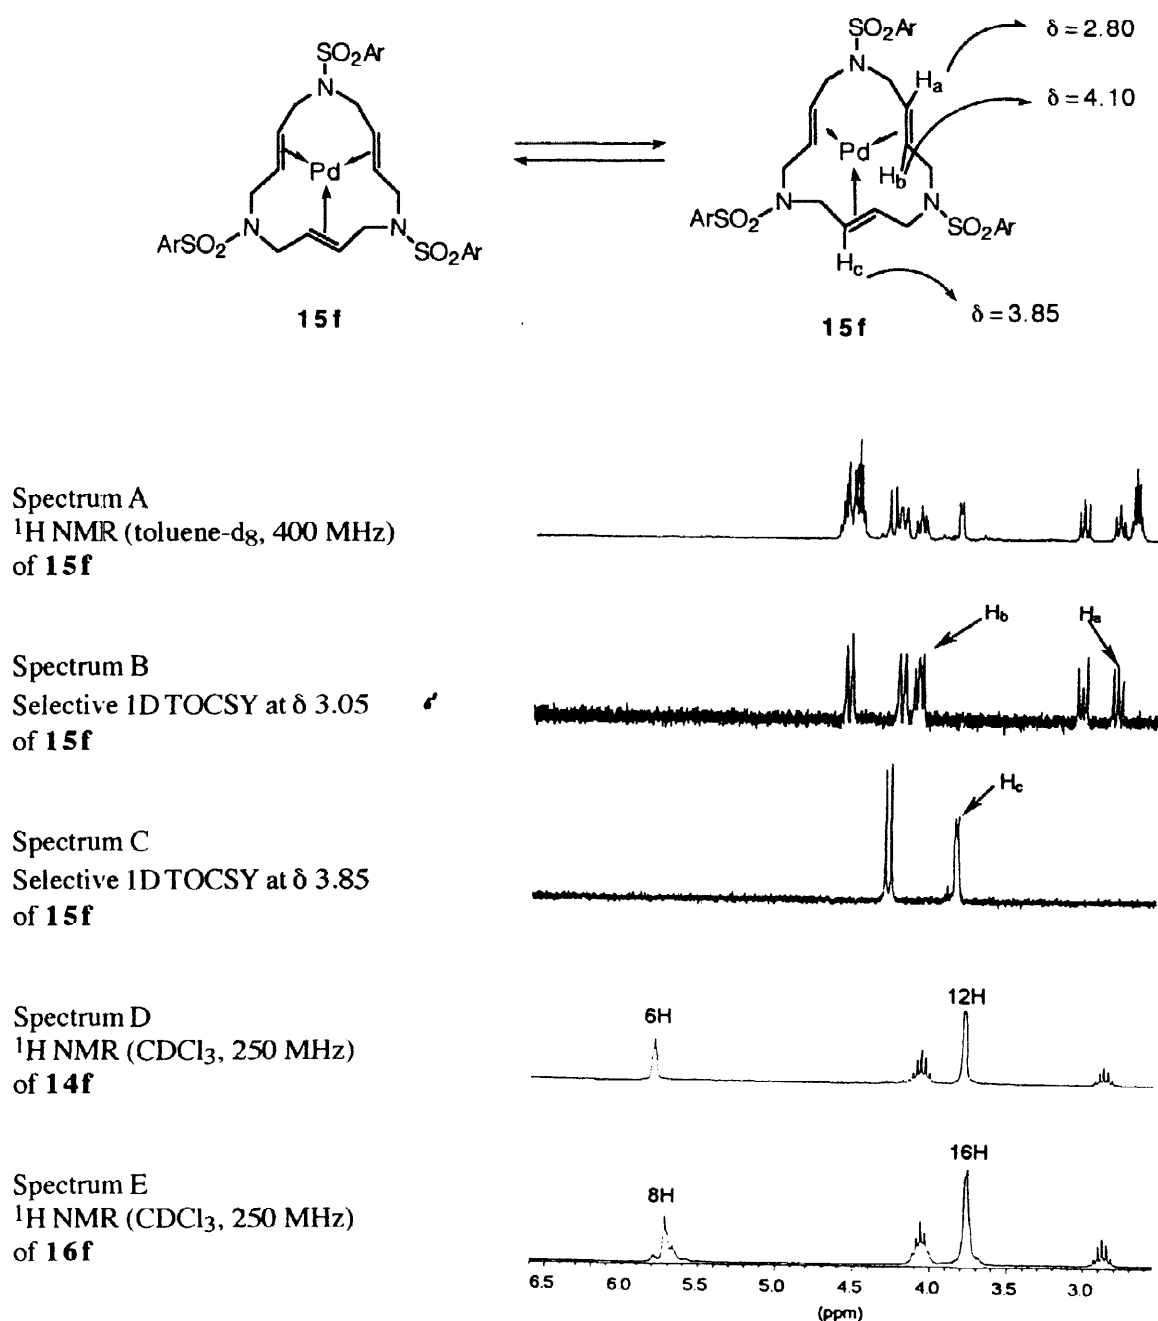 SO2Ar
δ = 2.80
N
Ha
δ = 4.10
Pd
Hb
N
N
ArSO2
SO2Ar
Hc
δ = 3.85
15f
SO2Ar
N
Pd
N
N
ArSO2
SO2Ar
15f
Spectrum A
1H NMR (toluene-d8, 400 MHz)
of 15f
Hb
Ha
Spectrum B
Selective 1D TOCSY at δ 3.05
of 15f
Hc
Spectrum C
Selective 1D TOCSY at δ 3.85
of 15f
Spectrum D
1H NMR (CDCl3, 250 MHz)
of 14f
6H
12H
Spectrum E
1H NMR (CDCl3, 250 MHz)
of 16f
8H
16H
6.5 6.0 5.0 4.5 4.0 3.5 3.0
(ppm)